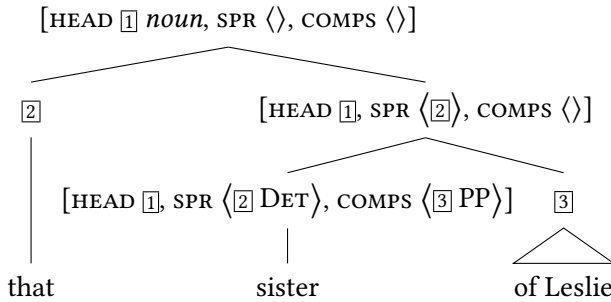 [HEAD 1 noun, SPR ⟨⟩, COMPS ⟨⟩]
2 [HEAD 1, SPR ⟨2⟩, COMPS ⟨⟩]
[HEAD 1, SPR ⟨2 DET⟩, COMPS ⟨3 PP⟩] 3
that sister of Leslie